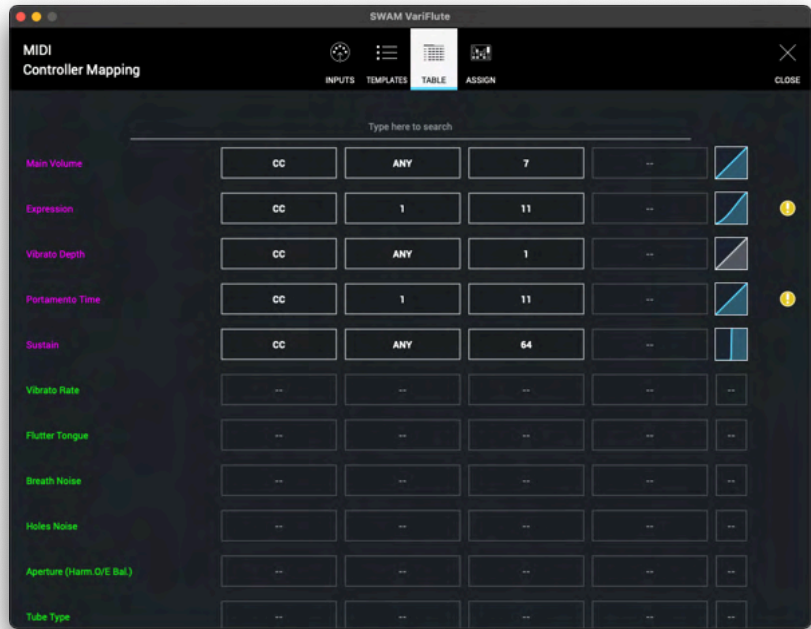 SWAM VariFlute
MIDI
Controller Mapping
INPUTS TEMPLATES TABLE ASSIGN
CLOSE
Type here to search
Main Volume CC ANY 7 --
Expression CC 1 11 --
Vibrato Depth CC ANY 1 --
Portamento Time CC 1 11 --
Sustain CC ANY 64 --
Vibrato Rate -- -- -- -- --
Flutter Tongue -- -- -- -- --
Breath Noise -- -- -- -- --
Holes Noise -- -- -- -- --
Aperture (Harm.O/E Bal.) -- -- -- -- --
Tube Type -- -- -- -- --